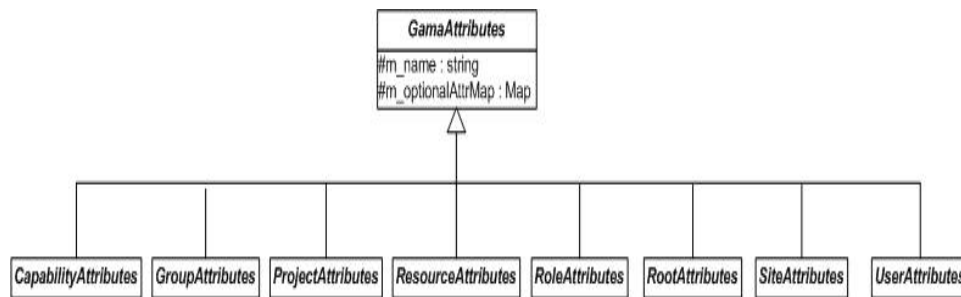 GamaAttributes
#m_name : string
#m_optionalAttrMap : Map
CapabilityAttributes GroupAttributes ProjectAttributes ResourceAttributes RoleAttributes RootAttributes SiteAttributes UserAttributes